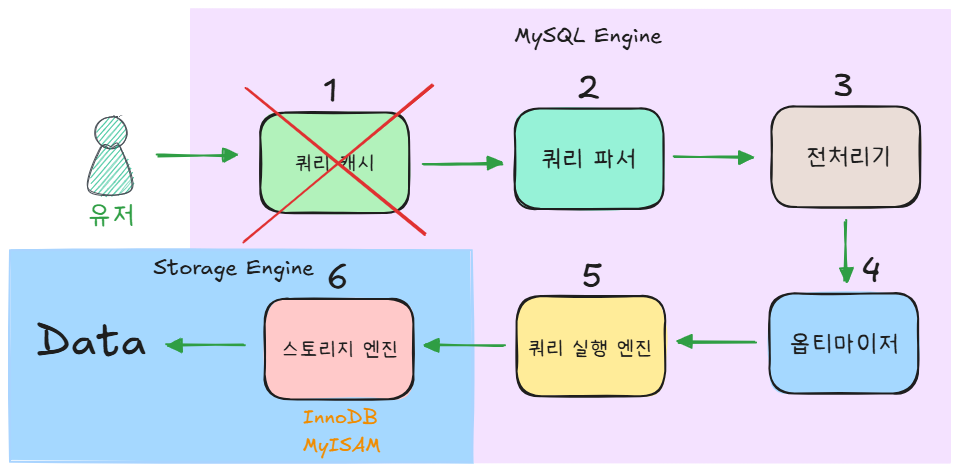 MySQL Engine
1
쿼리 캐시
2
쿼리 파서
3
전처리기
유저
4
옵티마이저
5
쿼리 실행 엔진
Storage Engine
6
스토리지 엔진
InnoDB
MyISAM
Data